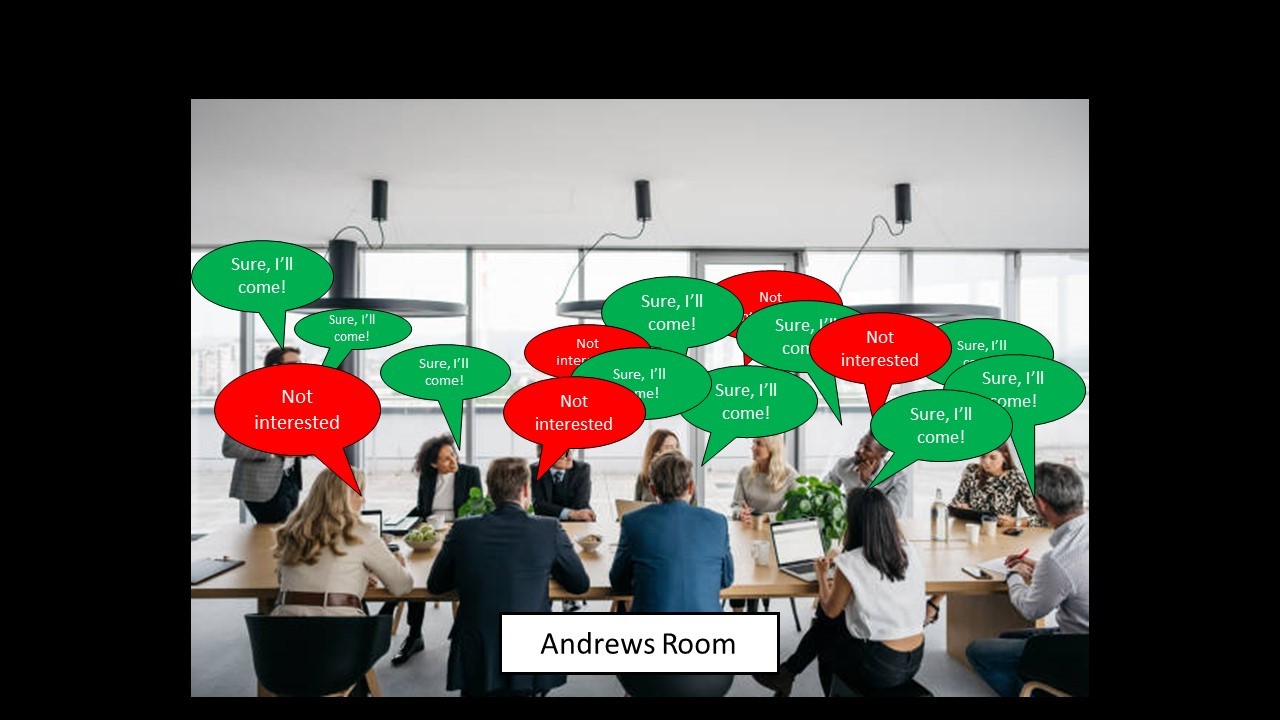 Sure, I'll
come!
Sure, I'll
come!
Not
interested
Sure, I'll
come!
Not
Sure, I'll
come!
Not
Sure, I'll
Sure, I'll
Not
interested
Sure, I'll
come!
Not
interested
Sure, I'll
Sure, I'll
come!
Sure, I'll
come!
Andrews Room